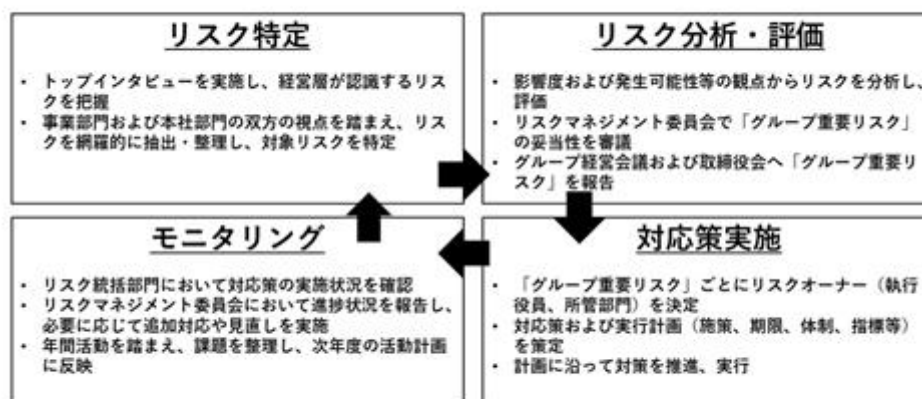 リスク特定
・ トップインタビューを実施し、経営層が認識するリス
クを把握
・ 事業部門および本社部門の双方の視点を踏まえ、リス
クを網羅的に抽出・整理し、対象リスクを特定
リスク分析・評価
・ 影響度および発生可能性等の観点からリスクを分析し、
評価
・ リスクマネジメント委員会で「グループ重要リスク」
の妥当性を審議
・ グループ経営会議および取締役会へ「グループ重要リ
スク」を報告
モニタリング
・ リスク統括部門において対応策の実施状況を確認
・ リスクマネジメント委員会において進捗状況を報告し、
必要に応じて追加対応や見直しを実施
・ 年間活動を踏まえ、課題を整理し、次年度の活動計画
に反映
対応策実施
・ 「グループ重要リスク」ごとにリスクオーナー（執行
役員、所管部門）を決定
・ 対応策および実行計画（施策、期限、体制、指標等）
を策定
・ 計画に沿って対策を推進、実行